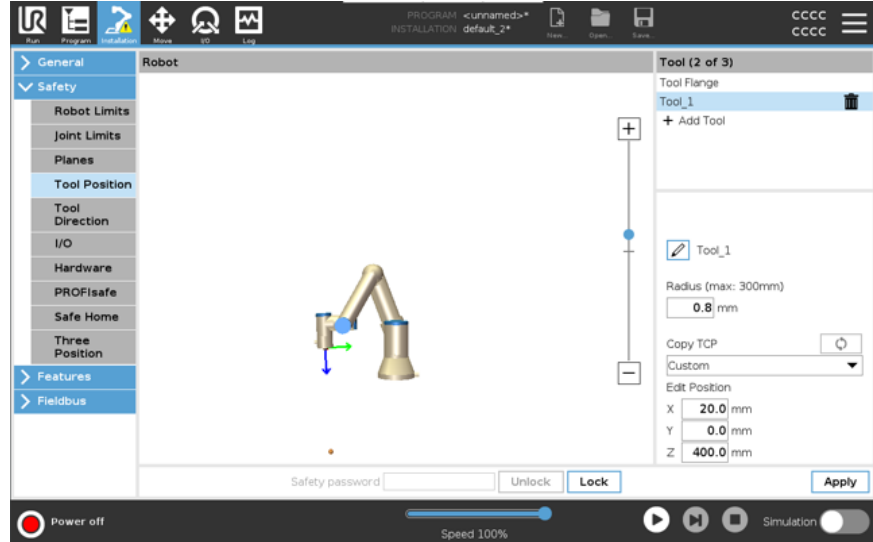 UR
Run
Program
Installation
Move
I/O
Log
PROGRAM <unnamed>*
INSTALLATION default_2*
New...
Open...
Save...
CCCC
CCCC
General
Safety
Robot Limits
Joint Limits
Planes
Tool Position
Tool
Direction
I/O
Hardware
PROFIsafe
Safe Home
Three
Position
Features
Fieldbus
Robot
Tool (2 of 3)
Tool Flange
Tool_1
Add Tool
Tool_1
Radius (max: 300mm)
0.8 mm
Copy TCP
Custom
Edit Position
X 20.0 mm
Y 0.0 mm
Z 400.0 mm
Safety password
Unlock
Lock
Apply
Power off
Speed 100%
Simulation